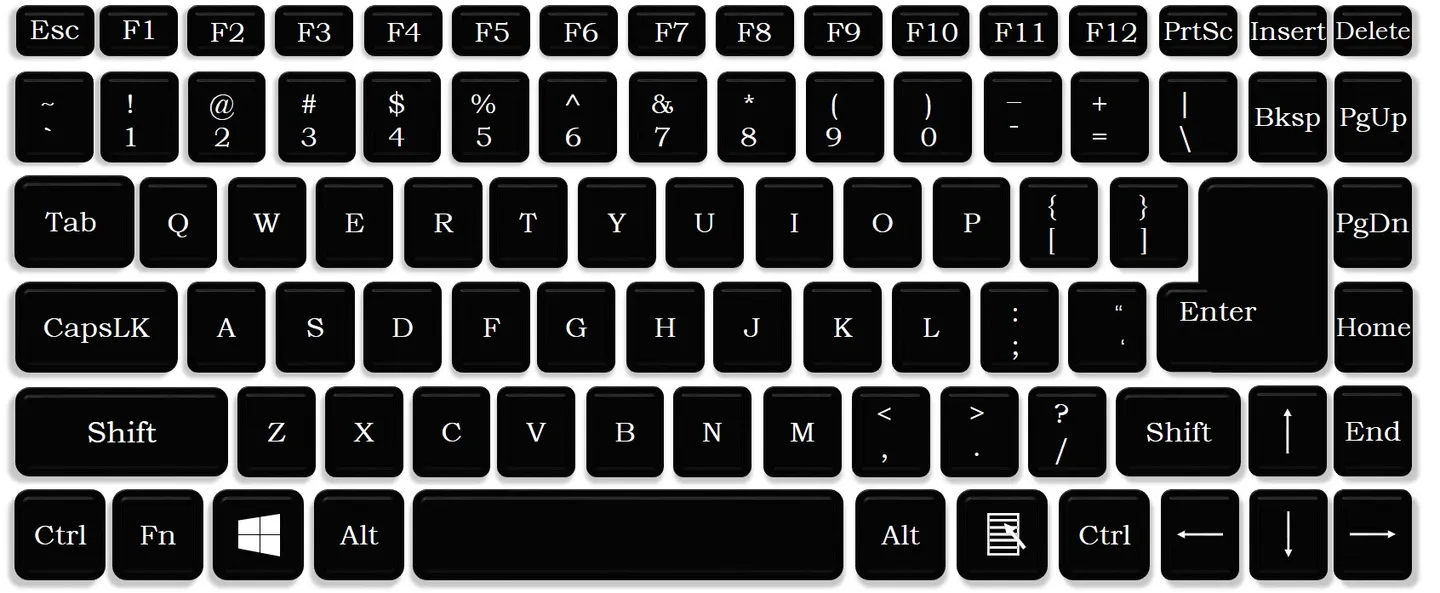 Esc F1 F2 F3 F4 F5 F6 F7 F8 F9 F10 F11 F12 PrtSc Insert Delete
~ ! @ # $ % ^ & * ( ) _ + |
` 1 2 3 4 5 6 7 8 9 0 - = \ Bksp PgUp
{ }
Tab Q W E R T Y U I O P [ ] PgDn
: “
CapsLK A S D F G H J K L ; ‘ Enter Home
< > ?
Shift Z X C V B N M , . / Shift ↑ End
Ctrl Fn Alt Alt Ctrl ← ↓ →